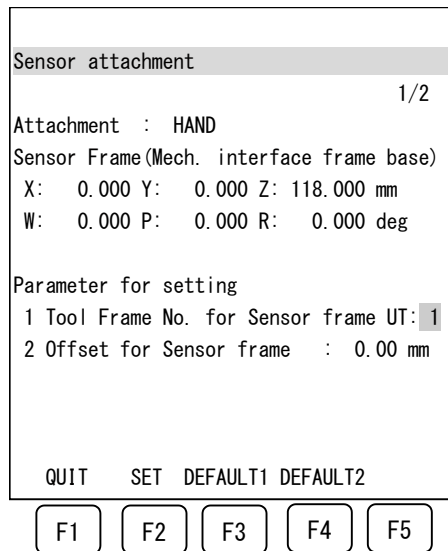 Sensor attachment
1/2
Attachment : HAND
Sensor Frame(Mech. interface frame base)
X: 0.000 Y: 0.000 Z: 118.000 mm
W: 0.000 P: 0.000 R: 0.000 deg
Parameter for setting
1 Tool Frame No. for Sensor frame UT: 1
2 Offset for Sensor frame : 0.00 mm
QUIT SET DEFAULT1 DEFAULT2
F1 F2 F3 F4 F5